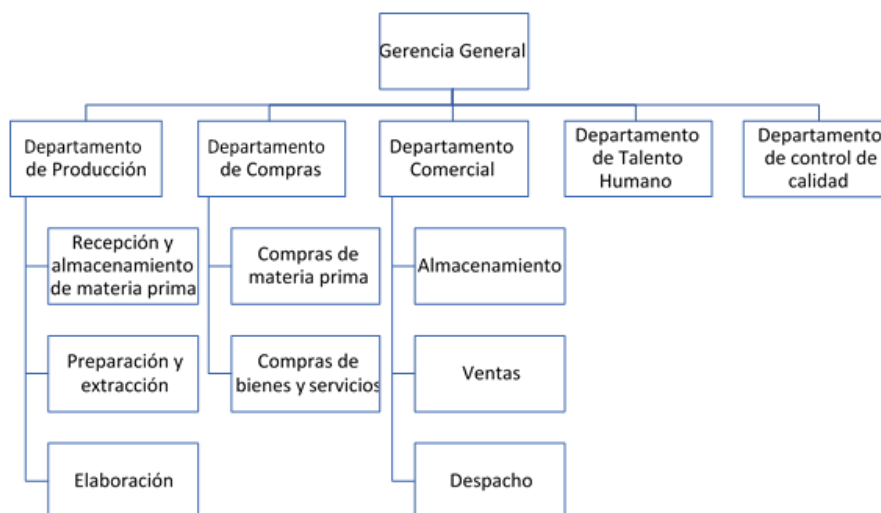 Gerencia General
Departamento
de Producción
Departamento
de Compras
Departamento
Comercial
Departamento
de Talento
Humano
Departamento
de control de
calidad
Recepción y
almacenamiento
de materia prima
Compras de
materia prima
Almacenamiento
Preparación y
extracción
Compras de
bienes y servicios
Ventas
Elaboración
Despacho